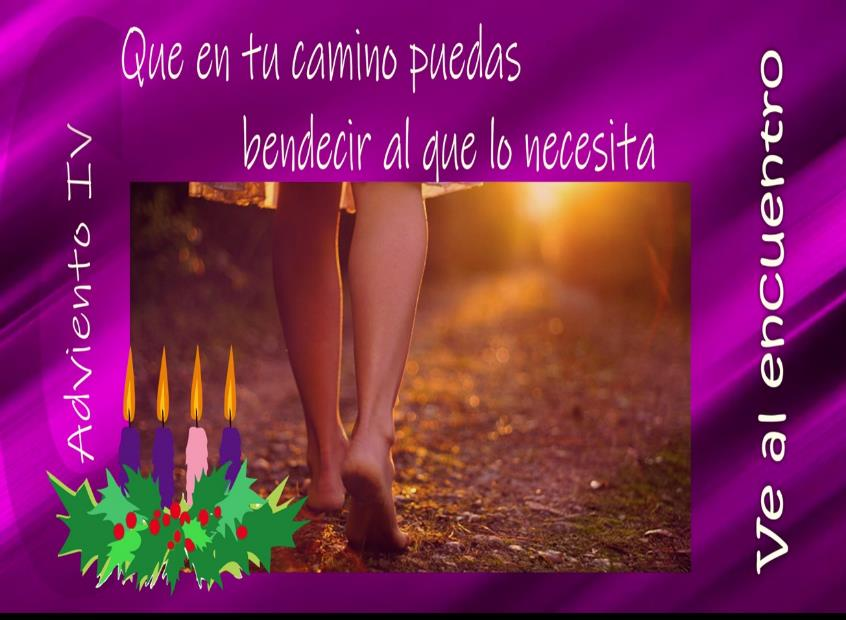 Que en tu camino puedas
bendecir al que lo necesita
Adviento IV
Ve al encuentro